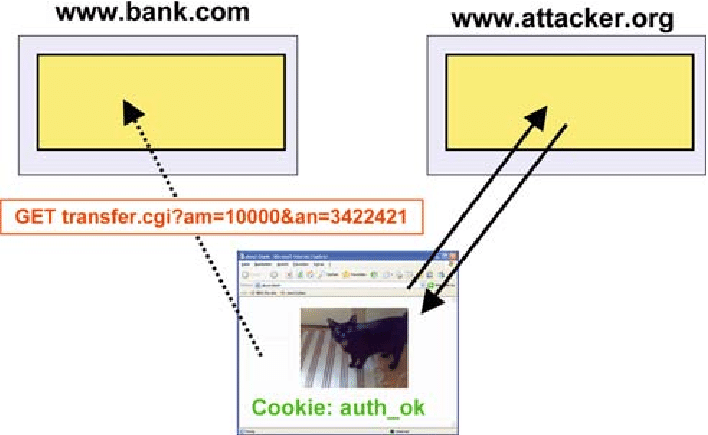 www.bank.com
www.attacker.org
GET transfer.cgi?am=10000&an=3422421
Cookie: auth_ok